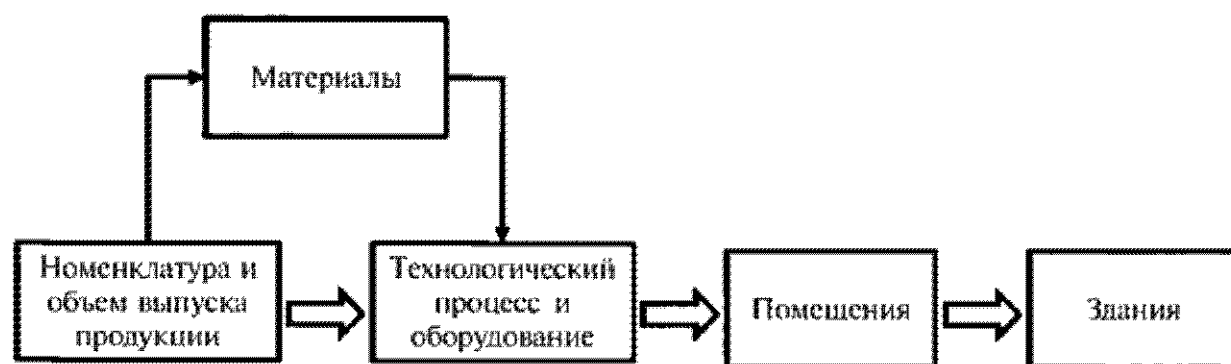 Материалы
Номенклатура и
объем выпуска
продукции
Технологический
процесс и
оборудование
Помещения
Здания